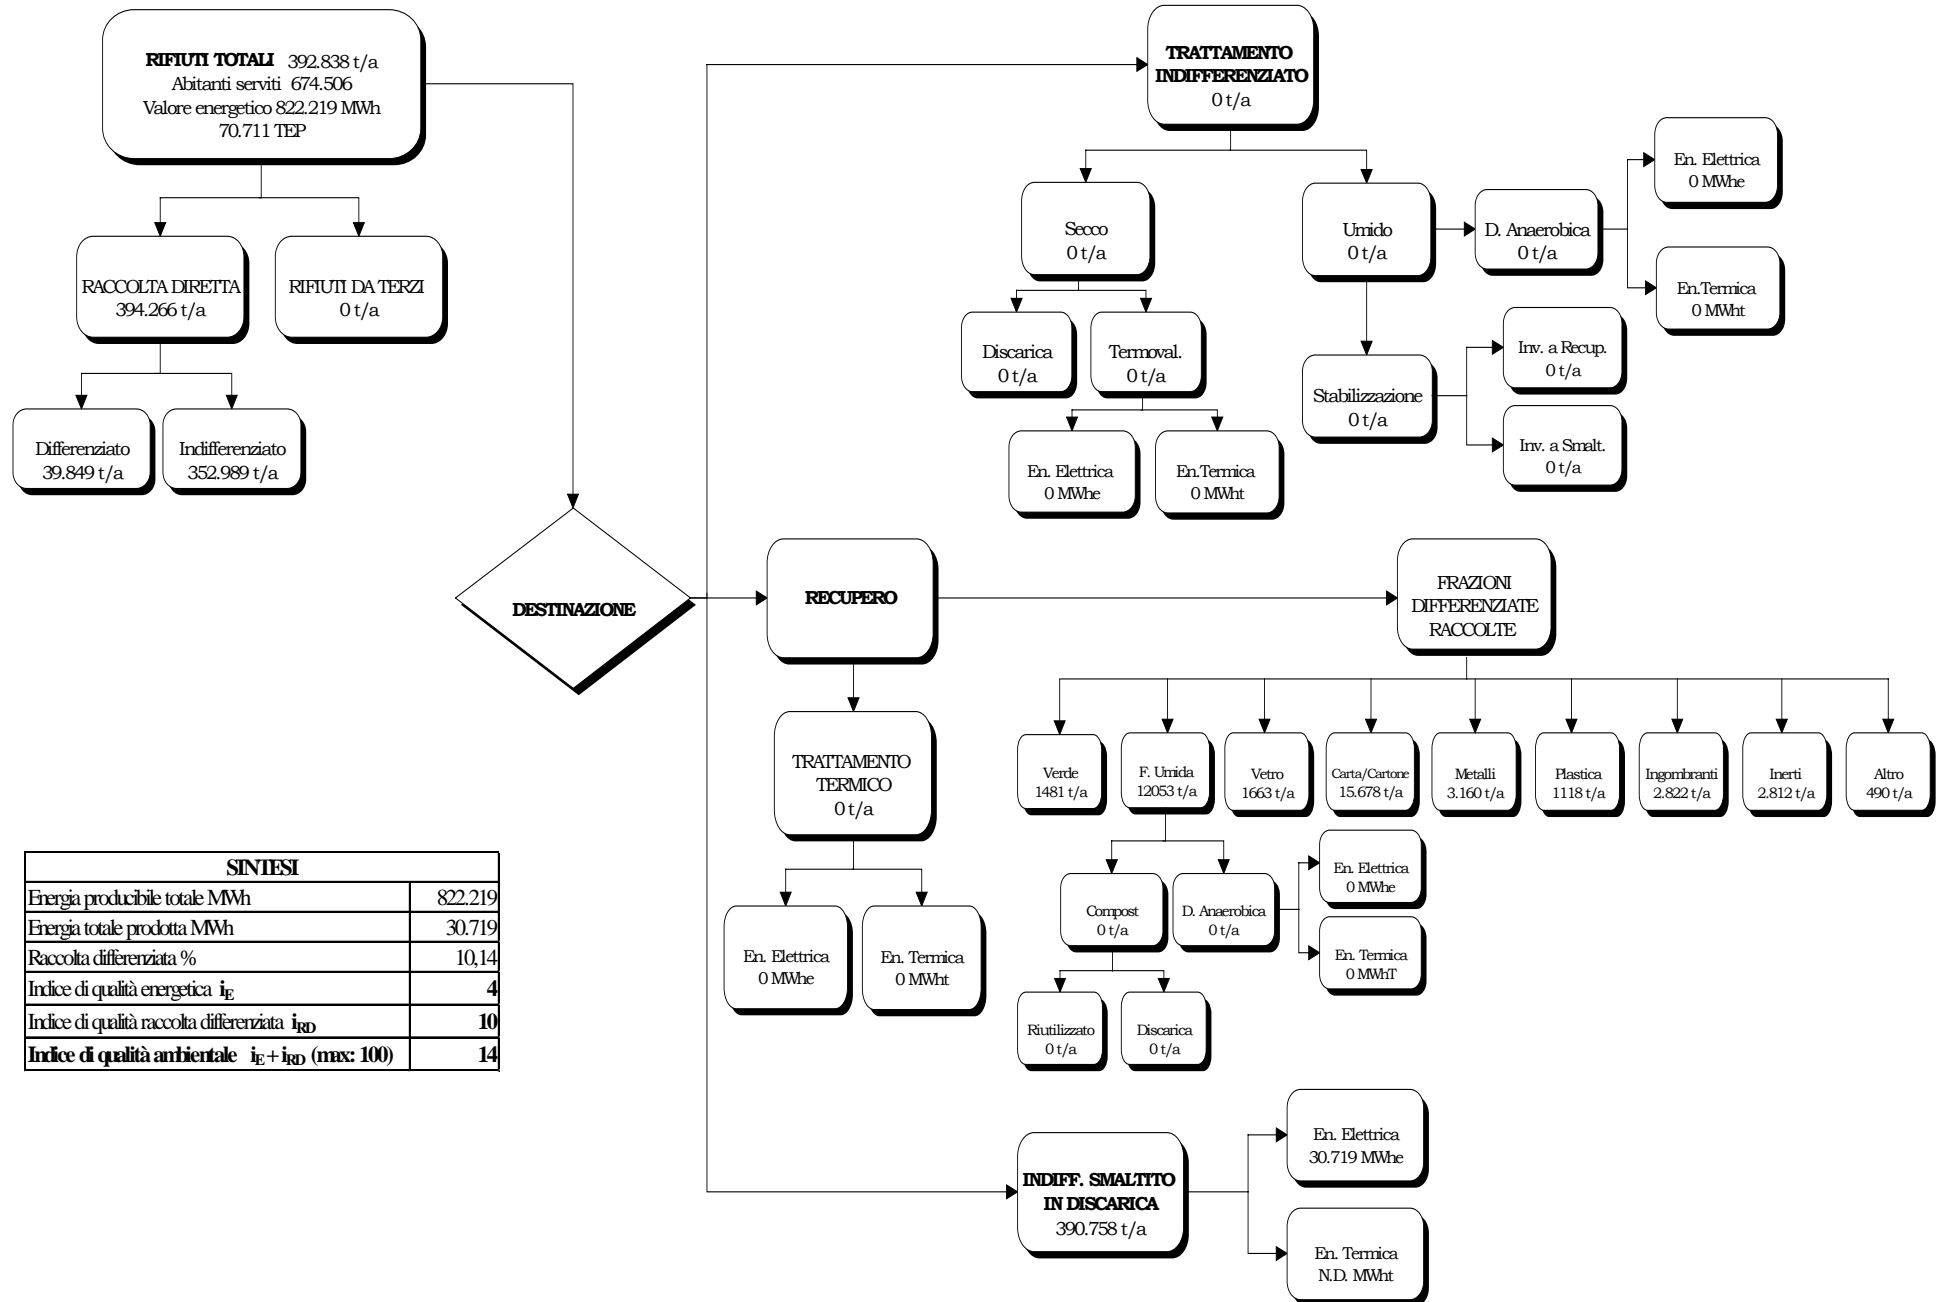 RIFIUTI TOTALI 392.838 t/a
Abitanti serviti 674.506
Valore energetico 822.219 MWh
70.711 TEP
RACCOLTA DIRETTA
394.266 t/a
RIFIUTI DA TERZI
0 t/a
Differenziato
39.849 t/a
Indifferenziato
352.989 t/a
DESTINAZIONE
TRATTAMENTO
INDIFFERENZIATO
0 t/a
Secco
0 t/a
Umido
0 t/a
D. Anaerobica
0 t/a
En. Elettrica
0 MWhe
En.Termica
0 MWht
Discarica
0 t/a
Termoval.
0 t/a
Stabilizzazione
0 t/a
Inv. a Recup.
0 t/a
Inv. a Smalt.
0 t/a
En. Elettrica
0 MWhe
En.Termica
0 MWht
RECUPERO
FRAZIONI
DIFFERENZIATE
RACCOLTE
TRATTAMENTO
TERMICO
0 t/a
En. Elettrica
0 MWhe
En. Termica
0 MWht
Verde
1481 t/a
F. Umida
12053 t/a
Vetro
1663 t/a
Carta/Cartone
15.678 t/a
Metalli
3.160 t/a
Plastica
1118 t/a
Ingombranti
2.822 t/a
Inerti
2.812 t/a
Altro
490 t/a
Compost
0 t/a
D. Anaerobica
0 t/a
En. Elettrica
0 MWhe
En. Termica
0 MWhT
Riutilizzato
0 t/a
Discarica
0 t/a
INDIFF. SMALTITO
IN DISCARICA
390.758 t/a
En. Elettrica
30.719 MWhe
En. Termica
N.D. MWht
SINTESI
Energia producibile totale MWh 822.219
Energia totale prodotta MWh 30.719
Raccolta differenziata % 10,14
Indice di qualità energetica iE 4
Indice di qualità raccolta differenziata iRD 10
Indice di qualità ambientale iE + iRD (max: 100) 14